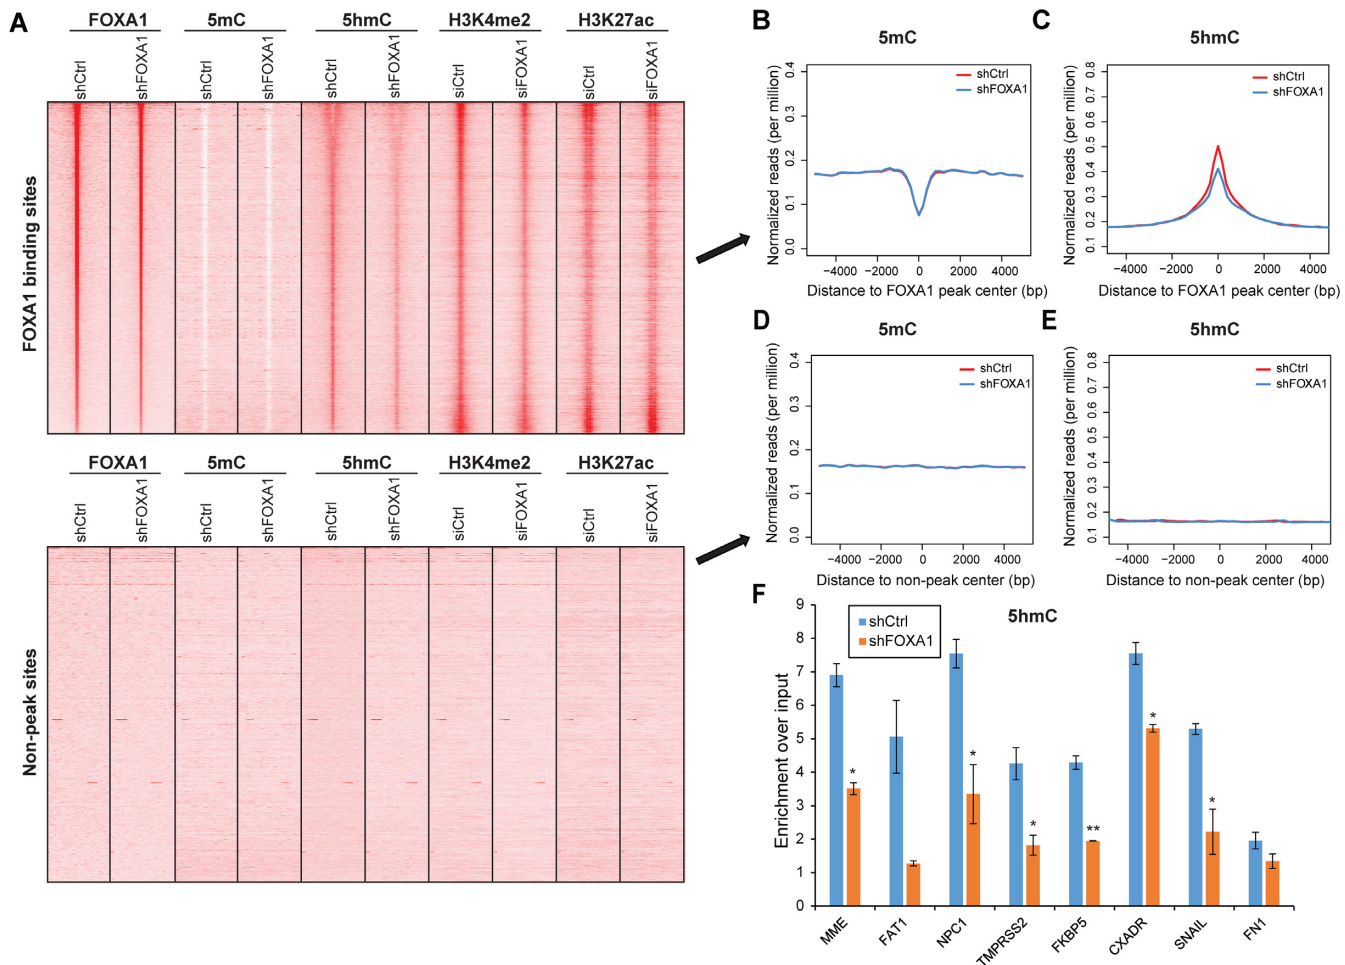 A
FOXA1 5mC 5hmC H3K4me2 H3K27ac
shCtrl shFOXA1 shCtrl shFOXA1 shCtrl shFOXA1 siCtrl siFOXA1 siCtrl siFOXA1
FOXA1 binding sites
FOXA1 5mC 5hmC H3K4me2 H3K27ac
shCtrl shFOXA1 shCtrl shFOXA1 shCtrl shFOXA1 siCtrl siFOXA1 siCtrl siFOXA1
Non-peak sites
B
5mC
shCtrl
shFOXA1
Normalized reads (per million)
0.4
0.3
0.2
0.1
0.0
−4000 −2000 0 2000 4000
Distance to FOXA1 peak center (bp)
C
5hmC
shCtrl
shFOXA1
Normalized reads (per million)
0.8
0.7
0.6
0.5
0.4
0.3
0.2
0.1
−4000 −2000 0 2000 4000
Distance to FOXA1 peak center (bp)
D
5mC
shCtrl
shFOXA1
Normalized reads (per million)
0.4
0.3
0.2
0.1
0.0
−4000 −2000 0 2000 4000
Distance to non-peak center (bp)
E
5hmC
shCtrl
shFOXA1
Normalized reads (per million)
0.8
0.7
0.6
0.5
0.4
0.3
0.2
0.1
−4000 −2000 0 2000 4000
Distance to non-peak center (bp)
F
5hmC
shCtrl
shFOXA1
Enrichment over input
9
8
7
6
5
4
3
2
1
0
* * * ** * *
MME FAT1 NPC1 TMPRSS2 FKBP5 CXADR SNAIL FN1